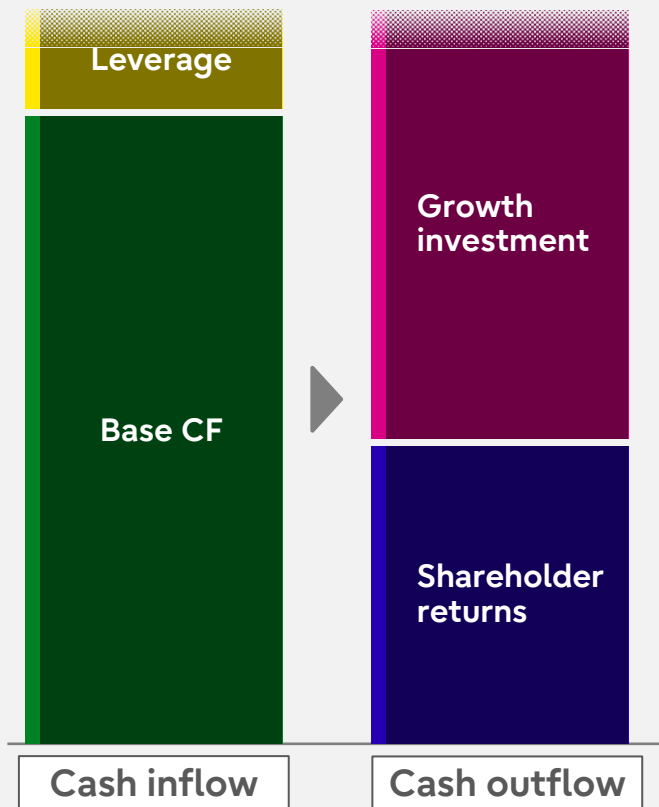 Leverage
Base CF
Growth
investment
Shareholder
returns
Cash inflow
Cash outflow